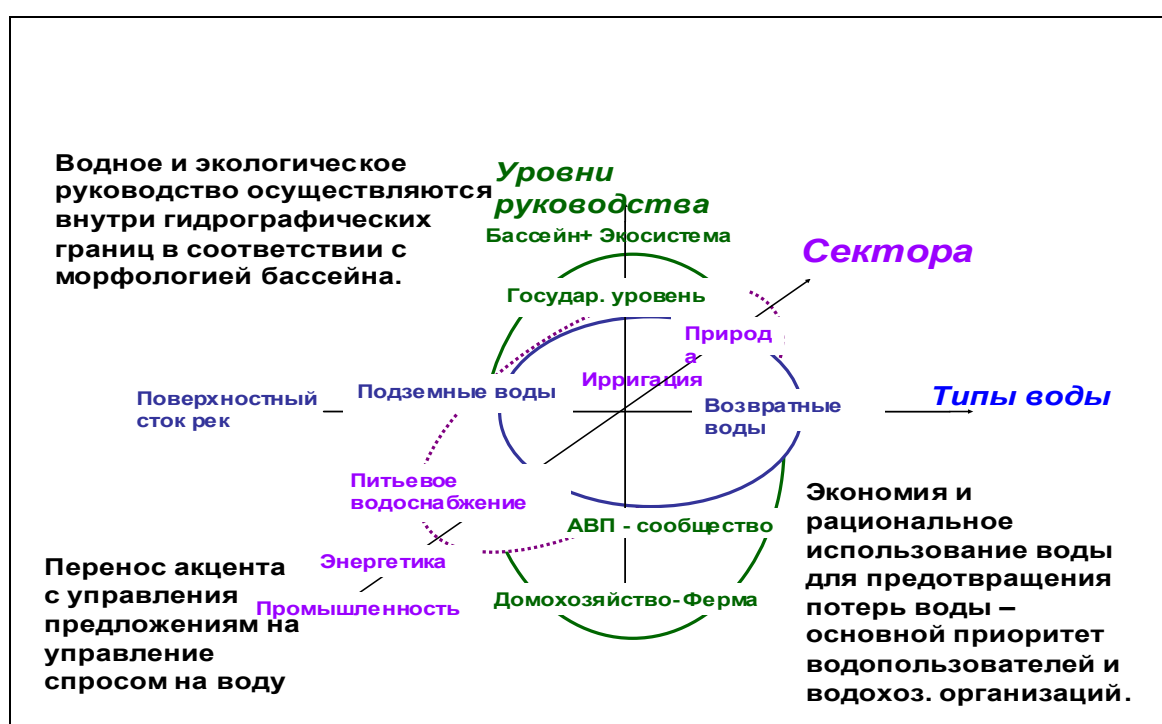 Водное и экологическое
руководство осуществляются
внутри гидрографических
границ в соответствии с
морфологией бассейна.
Уровни
руководства
Бассейн+ Экосистема
Сектора
Государ. уровень
Природ
а
Ирригация
Подземные воды
Поверхностный
сток рек
Возвратные
воды
Типы воды
Питьевое
водоснабжение
АВП - сообщество
Энергетика
Промышленность
Домохозяйство-Ферма
Перенос акцента
с управления
предложениям на
управление
спросом на воду
Экономия и
рациональное
использование воды
для предотвращения
потерь воды –
основной приоритет
водопользователей и
водохоз. организаций.